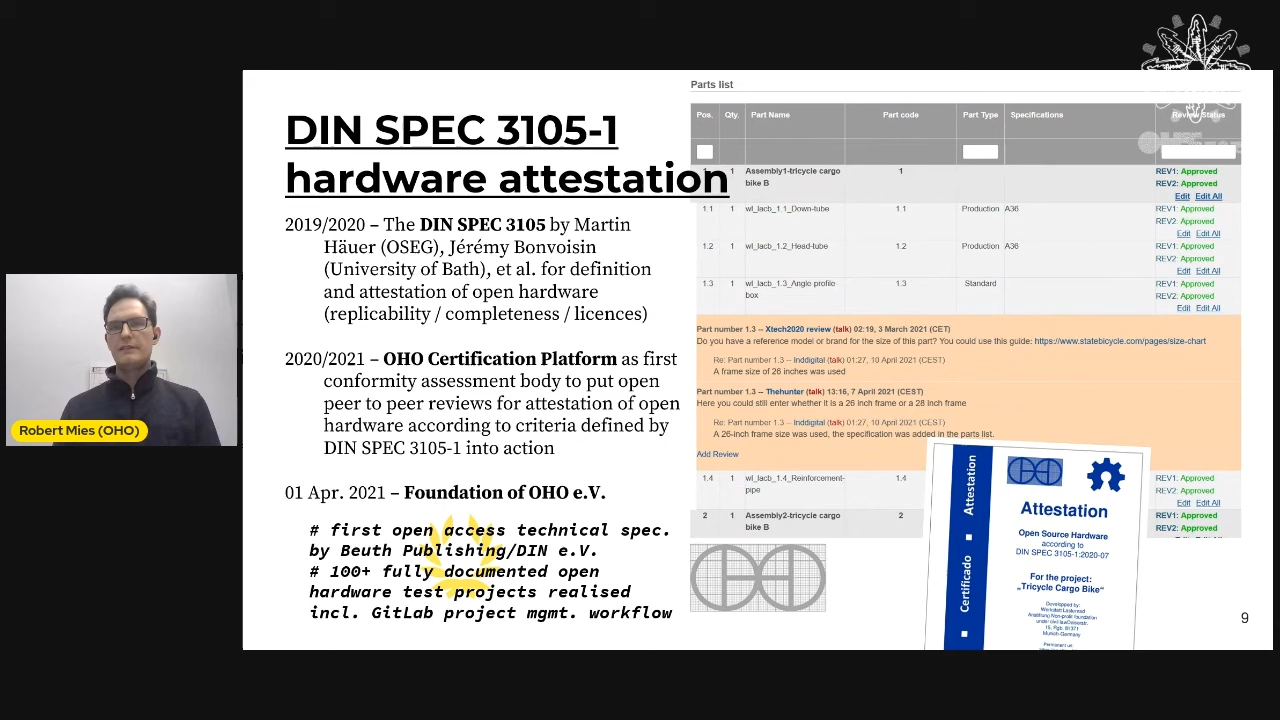 DIN SPEC 3105-1
hardware attestation
2019/2020 – The DIN SPEC 3105 by Martin
Häuer (OSEG), Jérémy Bonvoisin
(University of Bath), et al. for definition
and attestation of open hardware
(replicability / completeness / licences)
2020/2021 – OHO Certification Platform as first
conformity assessment body to put open
peer to peer reviews for attestation of open
hardware according to criteria defined by
DIN SPEC 3105-1 into action
01 Apr. 2021 – Foundation of OHO e.V.
# first open access technical spec.
by Beuth Publishing/DIN e.V.
# 100+ fully documented open
hardware test projects realised
incl. GitLab project mgmt. workflow
Robert Mies (OHO)
Parts list
Pos. Qty. Part Name Part code Part Type Specifications Review Status
1 Assembly1-tricycle cargo 1 REV1: Approved
bike B REV2: Approved
Edit Edit All
1.1 1 wl_lacb_1.1_Down-tube 1.1 Production A36 REV1: Approved
REV2: Approved
Edit Edit All
1.2 1 wl_lacb_1.2_Head-tube 1.2 Production A36 REV1: Approved
REV2: Approved
Edit Edit All
1.3 1 wl_lacb_1.3_Angle profile 1.3 Standard REV1: Approved
box REV2: Approved
Edit Edit All
Part number 1.3 -- Xtech2020 review (talk) 02:19, 3 March 2021 (CET)
Do you have a reference model or brand for the size of this part? You could use this guide: https://www.statebicycle.com/pages/size-chart
Re: Part number 1.3 -- Inddigital (talk) 01:27, 10 April 2021 (CEST)
A frame size of 26 inches was used
Part number 1.3 -- Thehunter (talk) 13:16, 7 April 2021 (CEST)
Here you could still enter whether it is a 26 inch frame or a 28 inch frame
Re: Part number 1.3 -- Inddigital (talk) 01:27, 10 April 2021 (CEST)
A 26-inch frame size was used, the specification was added in the parts list.
Add Review
1.4 1 wl_lacb_1.4_Reinforcement- 1.4 REV1: Approved
pipe REV2: Approved
Edit Edit All
2 1 Assembly2-tricycle cargo 2 REV1: Approved
bike B REV2: Approved
Certificado ■ Attestation
Attestation
Open Source Hardware
according to
DIN SPEC 3105-1:2020-07
For the project:
„Tricycle Cargo Bike“
Developped by:
Werkstatt Lastenrad
Munich-Germany
9